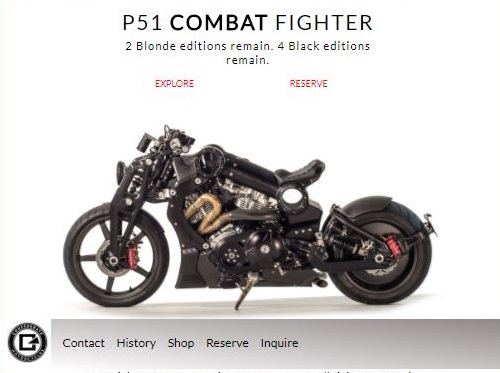 P51 COMBAT FIGHTER
2 Blonde editions remain. 4 Black editions
remain.
EXPLORE RESERVE
Contact History Shop Reserve Inquire